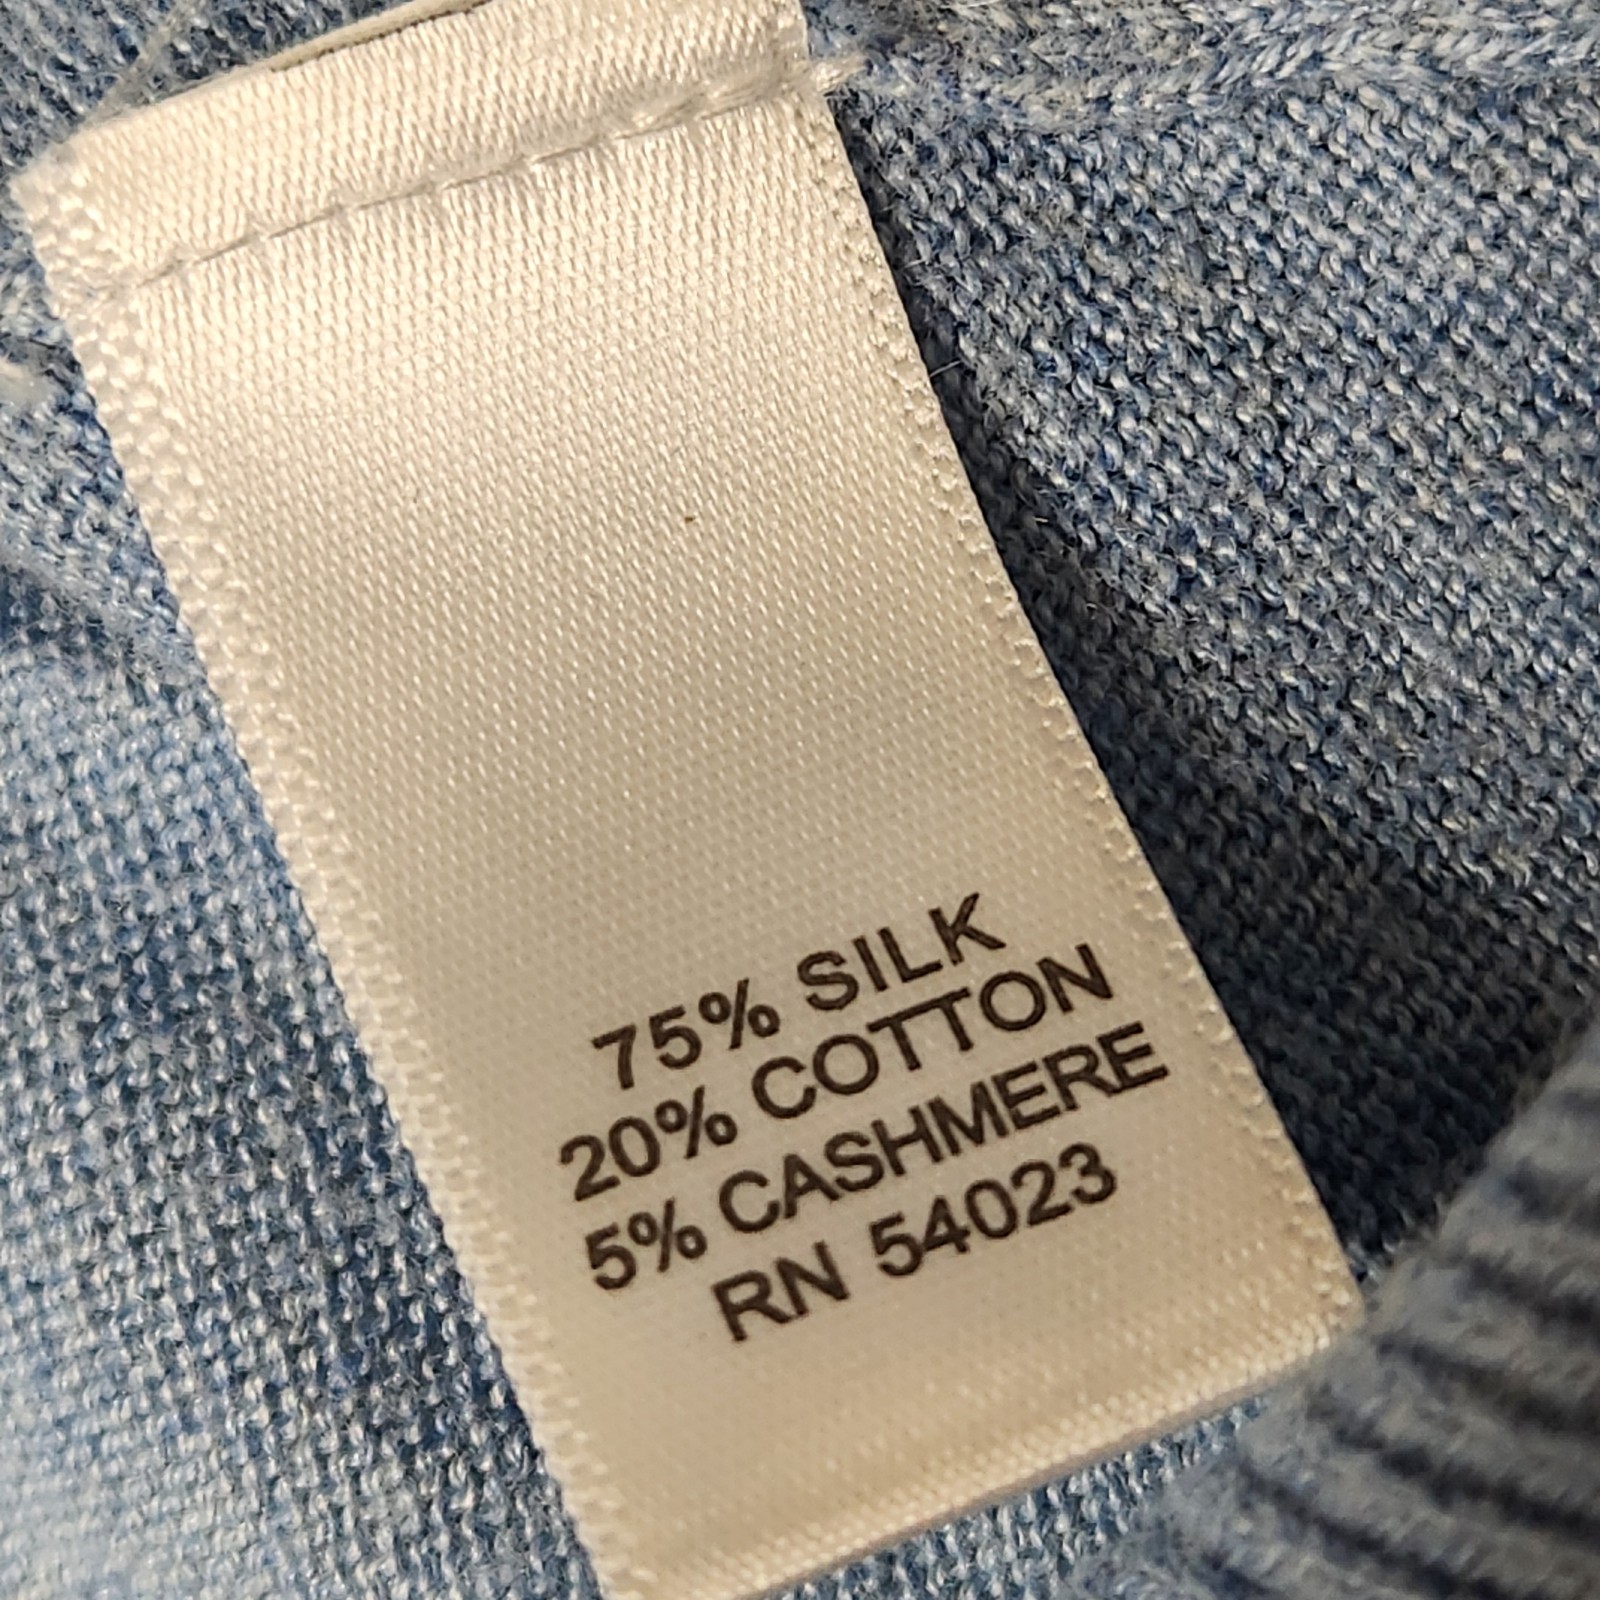 75% SILK
20% COTTON
5% CASHMERE
RN 54023